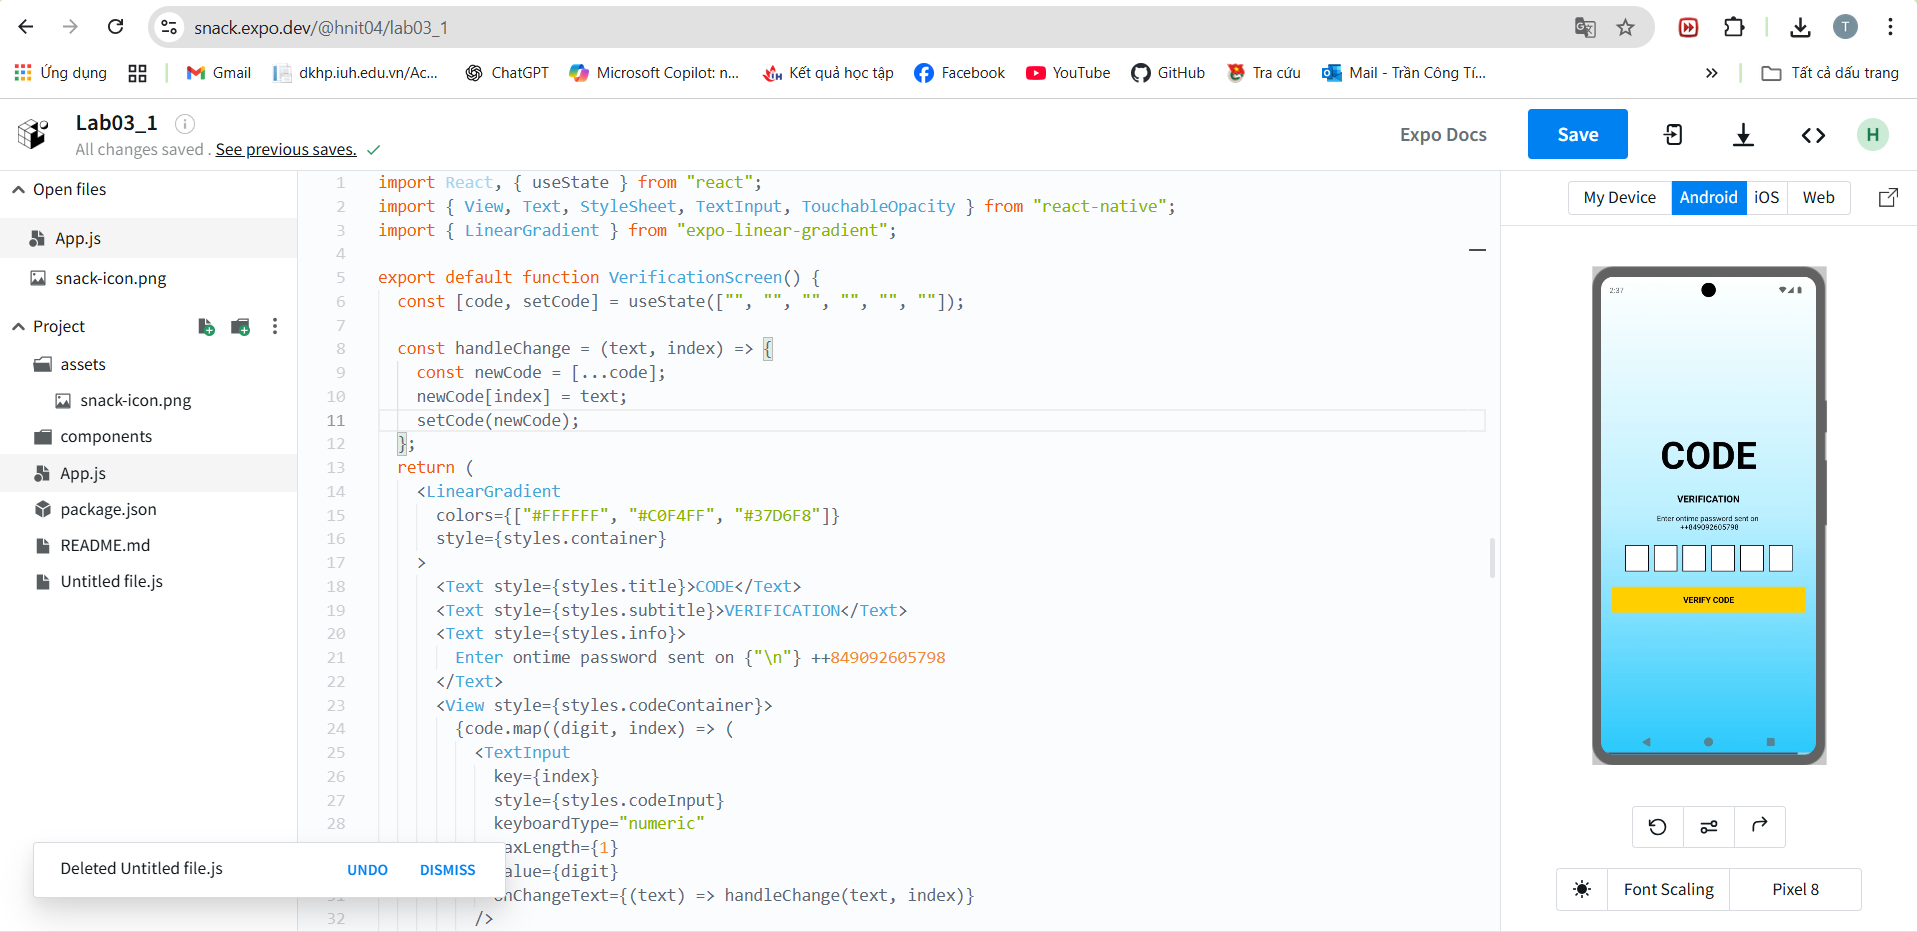 snack.expo.dev/@hnit04/lab03_1
T
Ứng dụng
Gmail
dkhp.iuh.edu.vn/Ac...
ChatGPT
Microsoft Copilot: n...
Kết quả học tập
Facebook
YouTube
GitHub
Tra cứu
Mail - Trần Công Tí...
»
Tất cả dấu trang
Lab03_1
All changes saved . See previous saves.
Expo Docs
Save
H
Open files
App.js
snack-icon.png
Project
assets
snack-icon.png
components
App.js
package.json
README.md
Untitled file.js
1 import React, { useState } from "react";
2 import { View, Text, StyleSheet, TextInput, TouchableOpacity } from "react-native";
3 import { LinearGradient } from "expo-linear-gradient";
4
5 export default function VerificationScreen() {
6 const [code, setCode] = useState(["", "", "", "", "", ""]);
7
8 const handleChange = (text, index) => {
9 const newCode = [...code];
10 newCode[index] = text;
11 setCode(newCode);
12 };
13 return (
14 <LinearGradient
15 colors={["#FFFFFF", "#C0F4FF", "#37D6F8"]}
16 style={styles.container}
17 >
18 <Text style={styles.title}>CODE</Text>
19 <Text style={styles.subtitle}>VERIFICATION</Text>
20 <Text style={styles.info}>
21 Enter ontime password sent on {"\n"} ++849092605798
22 </Text>
23 <View style={styles.codeContainer}>
24 {code.map((digit, index) => (
25 <TextInput
26 key={index}
27 style={styles.codeInput}
28 keyboardType="numeric"
axLength={1}
alue={digit}
onChangeText={(text) => handleChange(text, index)}
32 />
Deleted Untitled file.js
UNDO
DISMISS
My Device
Android
iOS
Web
2:37
CODE
VERIFICATION
Enter ontime password sent on
++849092605798
VERIFY CODE
Font Scaling
Pixel 8